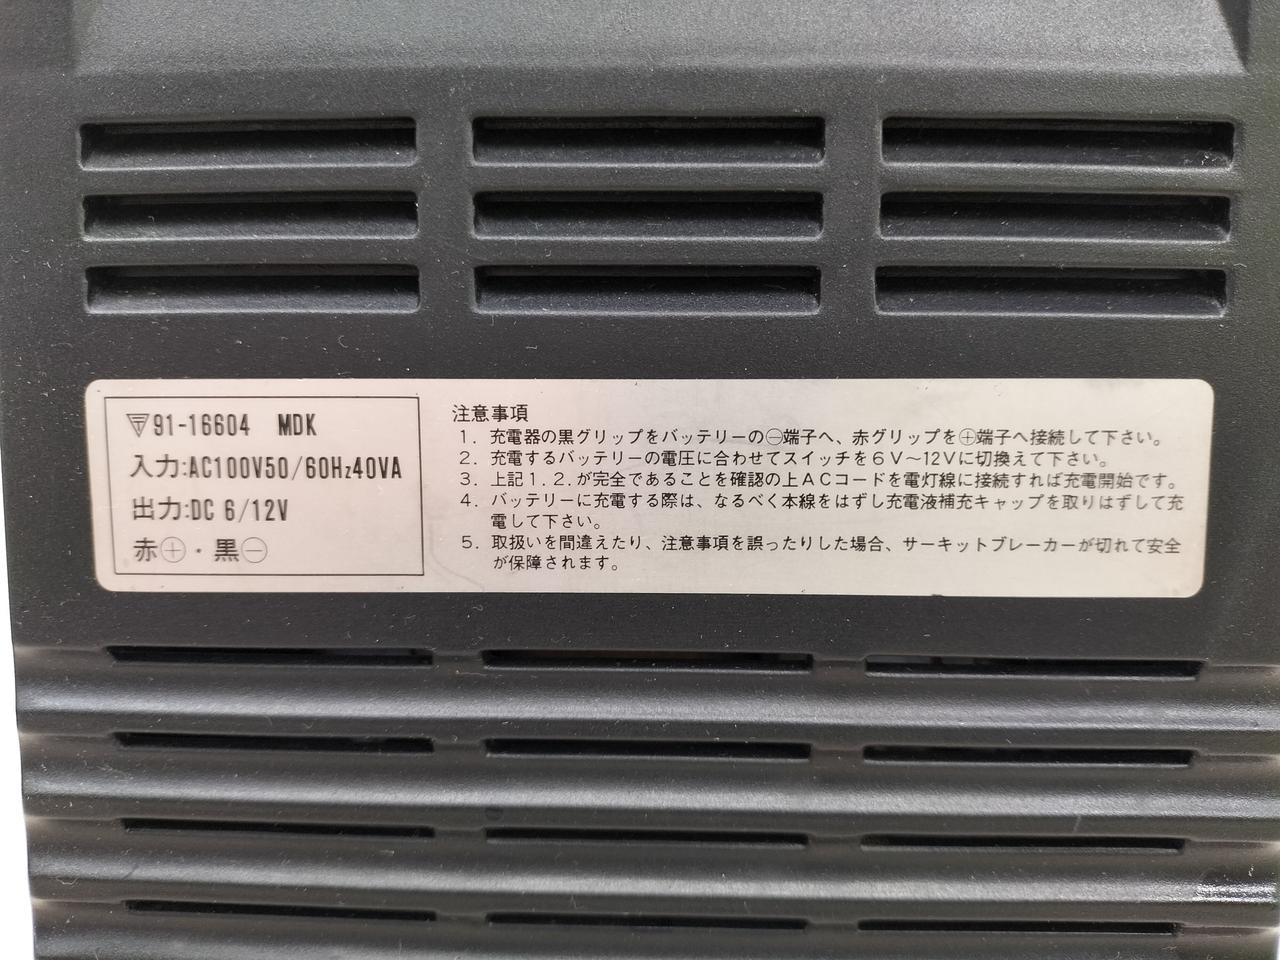 〒91-16604 MDK
入力:AC100V50/60Hz40VA
出力:DC 6/12V
赤⊕・黒⊖
注意事項
1. 充電器の黒グリップをバッテリーの⊖端子へ、赤グリップを⊕端子へ接続して下さい。
2. 充電するバッテリーの電圧に合わせてスイッチを6V〜12Vに切換えて下さい。
3. 上記1.2.が完全であることを確認の上ACコードを電灯線に接続すれば充電開始です。
4. バッテリーに充電する際は、なるべく本線をはずし充電液補充キャップを取りはずして充
電して下さい。
5. 取扱いを間違えたり、注意事項を誤ったりした場合、サーキットブレーカーが切れて安全
が保障されます。